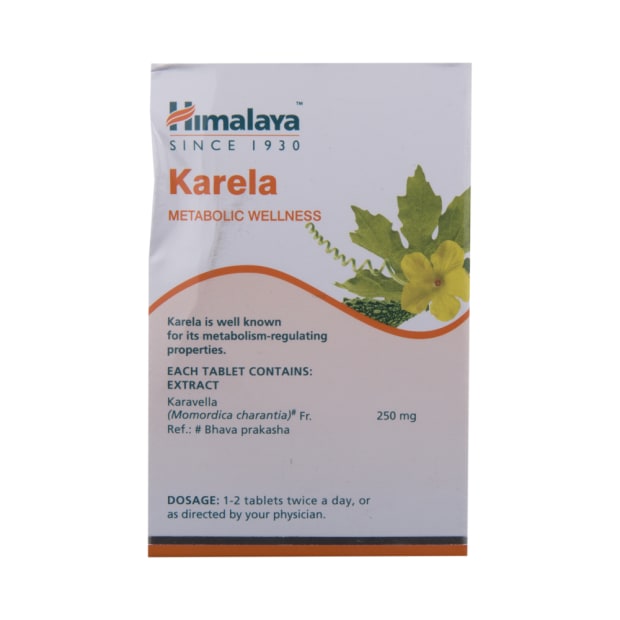 Himalaya™
SINCE 1930
Karela
METABOLIC WELLNESS
Karela is well known
for its metabolism-regulating
properties.
EACH TABLET CONTAINS:
EXTRACT
Karavella
(Momordica charantia)# Fr. 250 mg
Ref.: # Bhava prakasha
DOSAGE: 1-2 tablets twice a day, or
as directed by your physician.